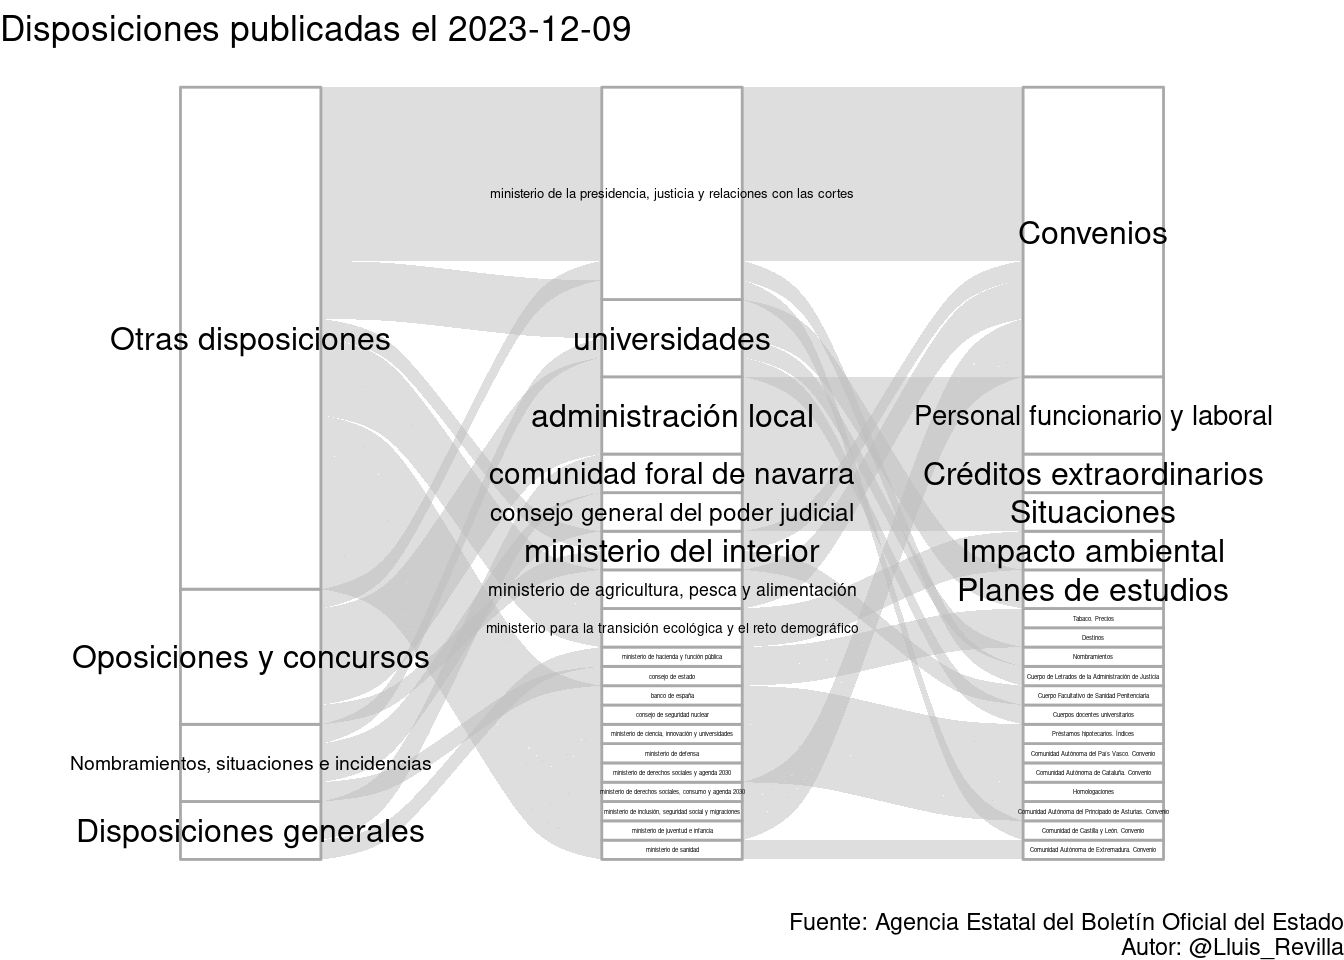 Disposiciones publicadas el 2023-12-09
Otras disposiciones
Oposiciones y concursos
Nombramientos, situaciones e incidencias
Disposiciones generales
ministerio de la presidencia, justicia y relaciones con las cortes
universidades
administración local
comunidad foral de navarra
consejo general del poder judicial
ministerio del interior
ministerio de agricultura, pesca y alimentación
ministerio para la transición ecológica y el reto demográfico
ministerio de hacienda y función pública
consejo de estado
banco de españa
consejo de seguridad nuclear
ministerio de ciencia, innovación y universidades
ministerio de defensa
ministerio de derechos sociales y agenda 2030
ministerio de derechos sociales, consumo y agenda 2030
ministerio de inclusión, seguridad social y migraciones
ministerio de juventud e infancia
ministerio de sanidad
Convenios
Personal funcionario y laboral
Créditos extraordinarios
Situaciones
Impacto ambiental
Planes de estudios
Tabaco. Precios
Destinos
Nombramientos
Cuerpo de Letrados de la Administración de Justicia
Cuerpo Facultativo de Sanidad Penitenciaria
Cuerpos docentes universitarios
Préstamos hipotecarios. Índices
Comunidad Autónoma del País Vasco. Convenio
Comunidad Autónoma de Cataluña. Convenio
Homologaciones
Comunidad Autónoma del Principado de Asturias. Convenio
Comunidad de Castilla y León. Convenio
Comunidad Autónoma de Extremadura. Convenio
Fuente: Agencia Estatal del Boletín Oficial del Estado
Autor: @Lluis_Revilla